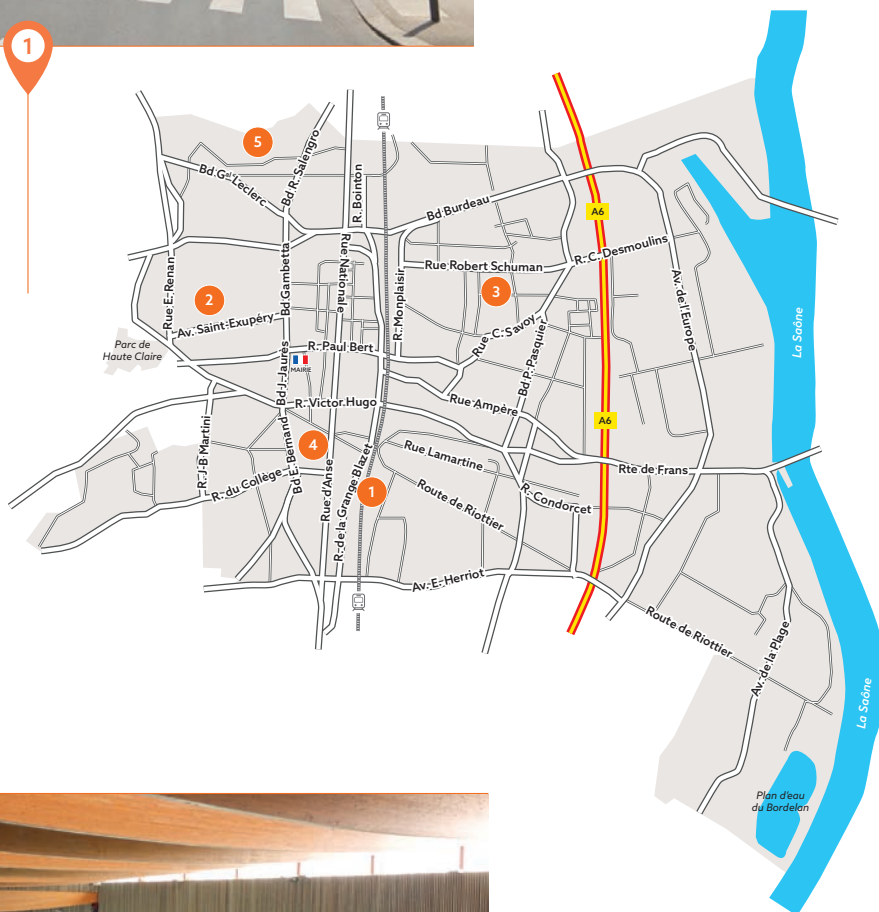 1
5
Bd Gal Leclerc
Bd R. Salengro
R. Bointon
Bd Burdeau
A6
R. C. Desmoulins
Rue Robert Schuman
Rue E. Renan
2
Bd Gambetta
Rue Nationale
R. Monplaisir
3
Av. de l'Europe
La Saône
Av. Saint-Exupéry
Rue C. Savoy
Parc de
Haute Claire
R. Paul Bert
MAIRIE
Bd J. Jaurès
Bd P. Pasquier
R. Victor Hugo
Rue Ampère
A6
R. J-B Martini
Bd E. Bernand
4
Rue Lamartine
Rte de Frans
R. du Collège
Rue d'Anse
R. de la Grange Blazet
1
Route de Riottier
R. Condorcet
Av. E. Herriot
Route de Riottier
Av. de la Plage
La Saône
Plan d'eau
du Bordelan